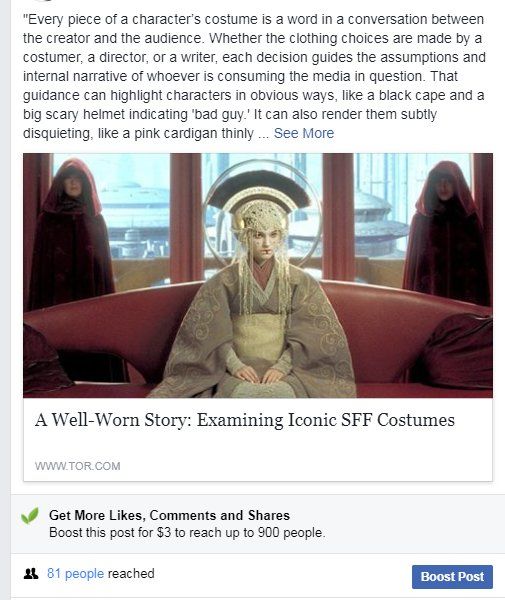 "Every piece of a character's costume is a word in a conversation between
the creator and the audience. Whether the clothing choices are made by a
costumer, a director, or a writer, each decision guides the assumptions and
internal narrative of whoever is consuming the media in question. That
guidance can highlight characters in obvious ways, like a black cape and a
big scary helmet indicating 'bad guy.' It can also render them subtly
disquieting, like a pink cardigan thinly ... See More
A Well-Worn Story: Examining Iconic SFF Costumes
WWW.TOR.COM
Get More Likes, Comments and Shares
Boost this post for $3 to reach up to 900 people.
81 people reached
Boost Post